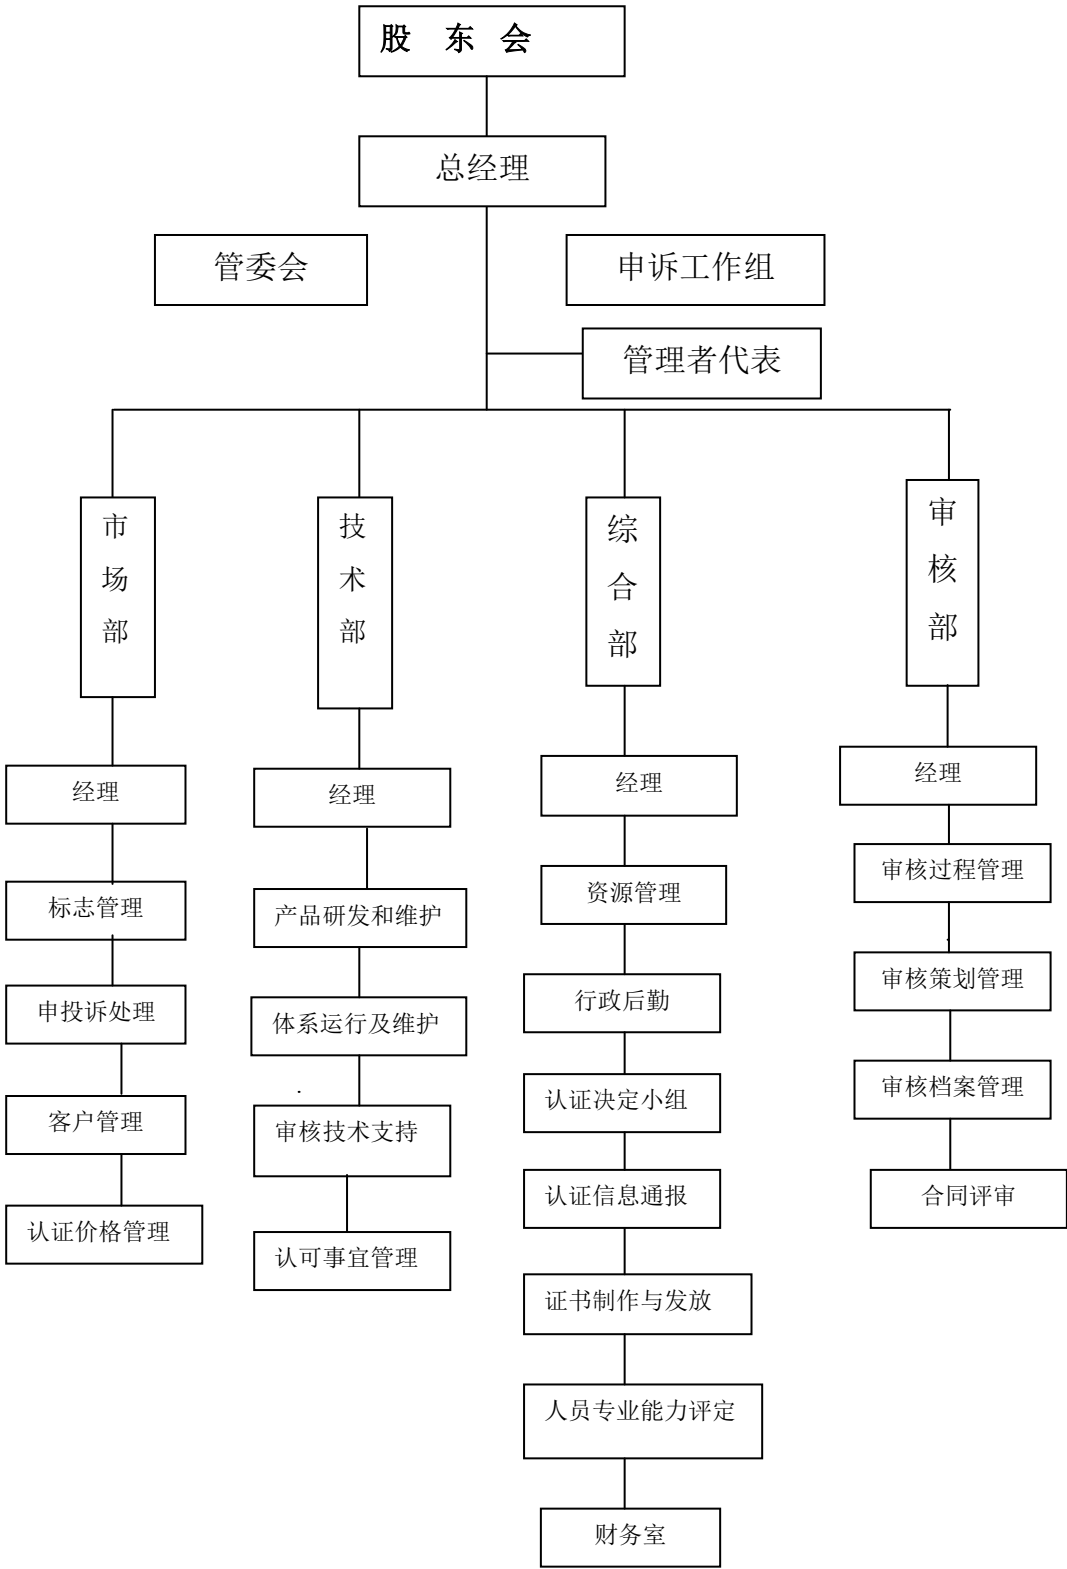 股 东 会
总经理
管委会
申诉工作组
管理者代表
市场部
经理
标志管理
申投诉处理
客户管理
认证价格管理
技术部
经理
产品研发和维护
体系运行及维护
审核技术支持
认可事宜管理
综合部
经理
资源管理
行政后勤
认证决定小组
认证信息通报
证书制作与发放
人员专业能力评定
财务室
审核部
经理
审核过程管理
审核策划管理
审核档案管理
合同评审